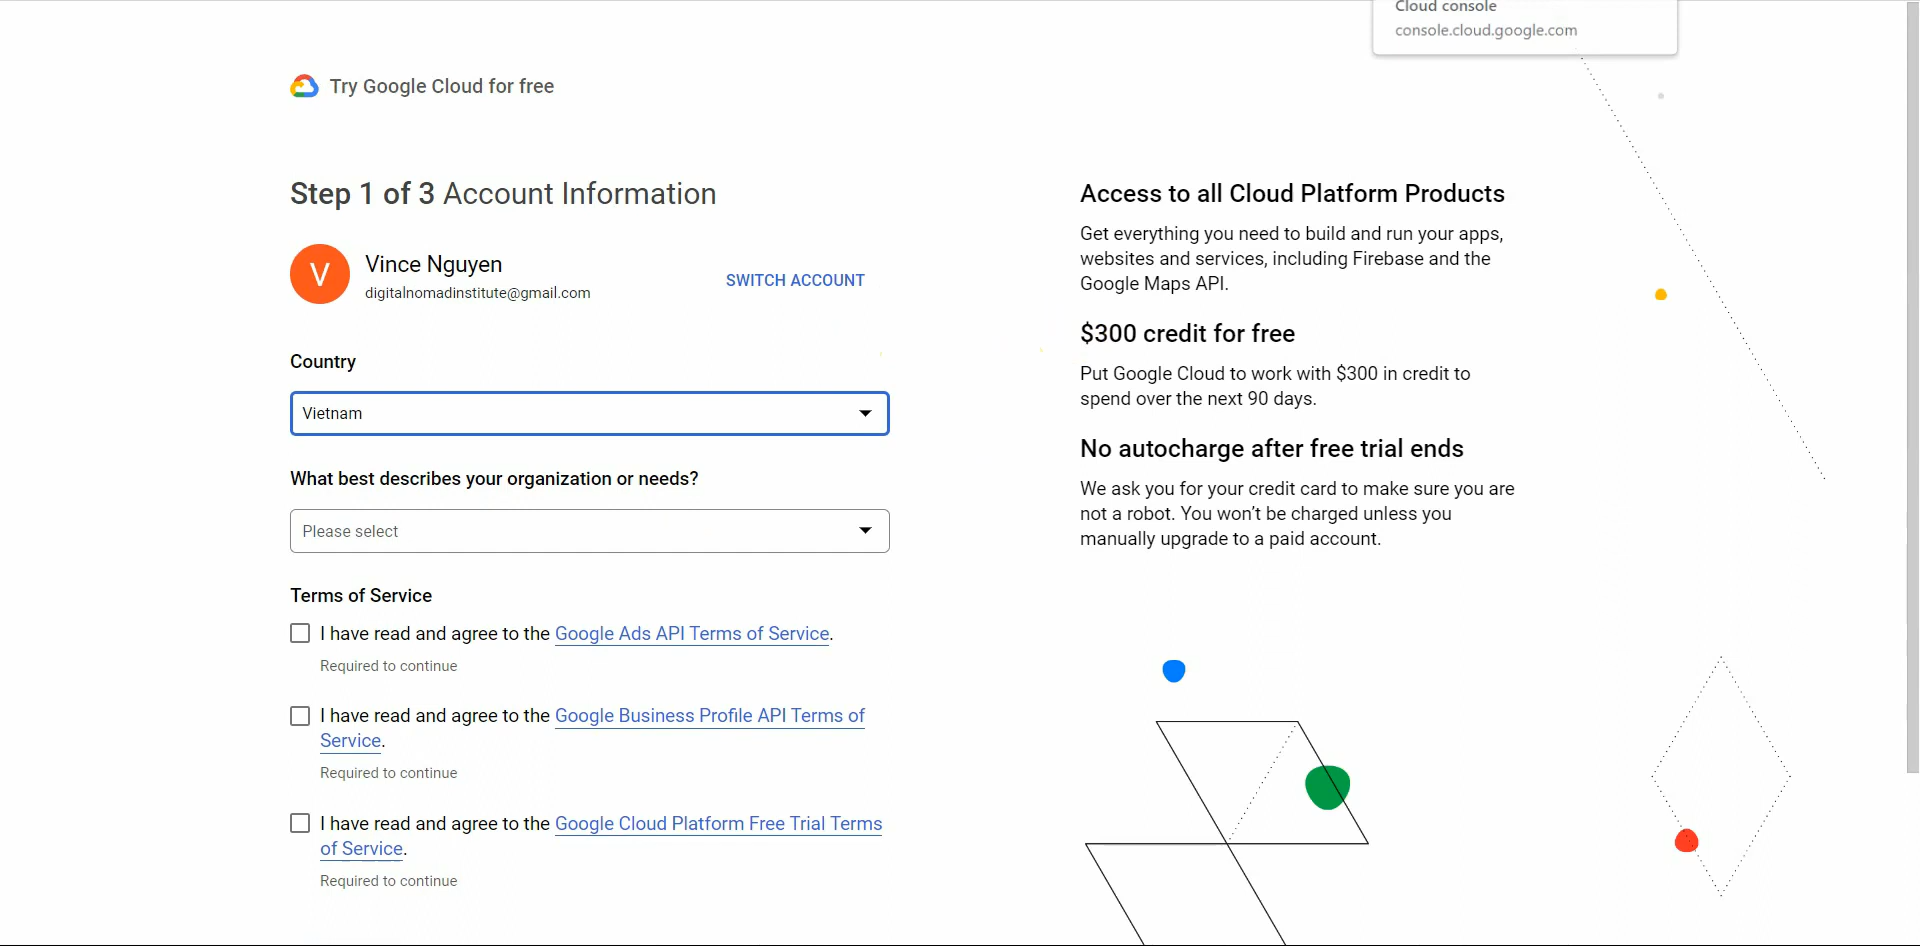 Cloud console
console.cloud.google.com
Try Google Cloud for free
Step 1 of 3 Account Information
V
Vince Nguyen
digitalnomadinstitute@gmail.com
SWITCH ACCOUNT
Country
Vietnam
What best describes your organization or needs?
Please select
Terms of Service
I have read and agree to the Google Ads API Terms of Service.
Required to continue
I have read and agree to the Google Business Profile API Terms of
Service.
Required to continue
I have read and agree to the Google Cloud Platform Free Trial Terms
of Service.
Required to continue
Access to all Cloud Platform Products
Get everything you need to build and run your apps,
websites and services, including Firebase and the
Google Maps API.
$300 credit for free
Put Google Cloud to work with $300 in credit to
spend over the next 90 days.
No autocharge after free trial ends
We ask you for your credit card to make sure you are
not a robot. You won’t be charged unless you
manually upgrade to a paid account.